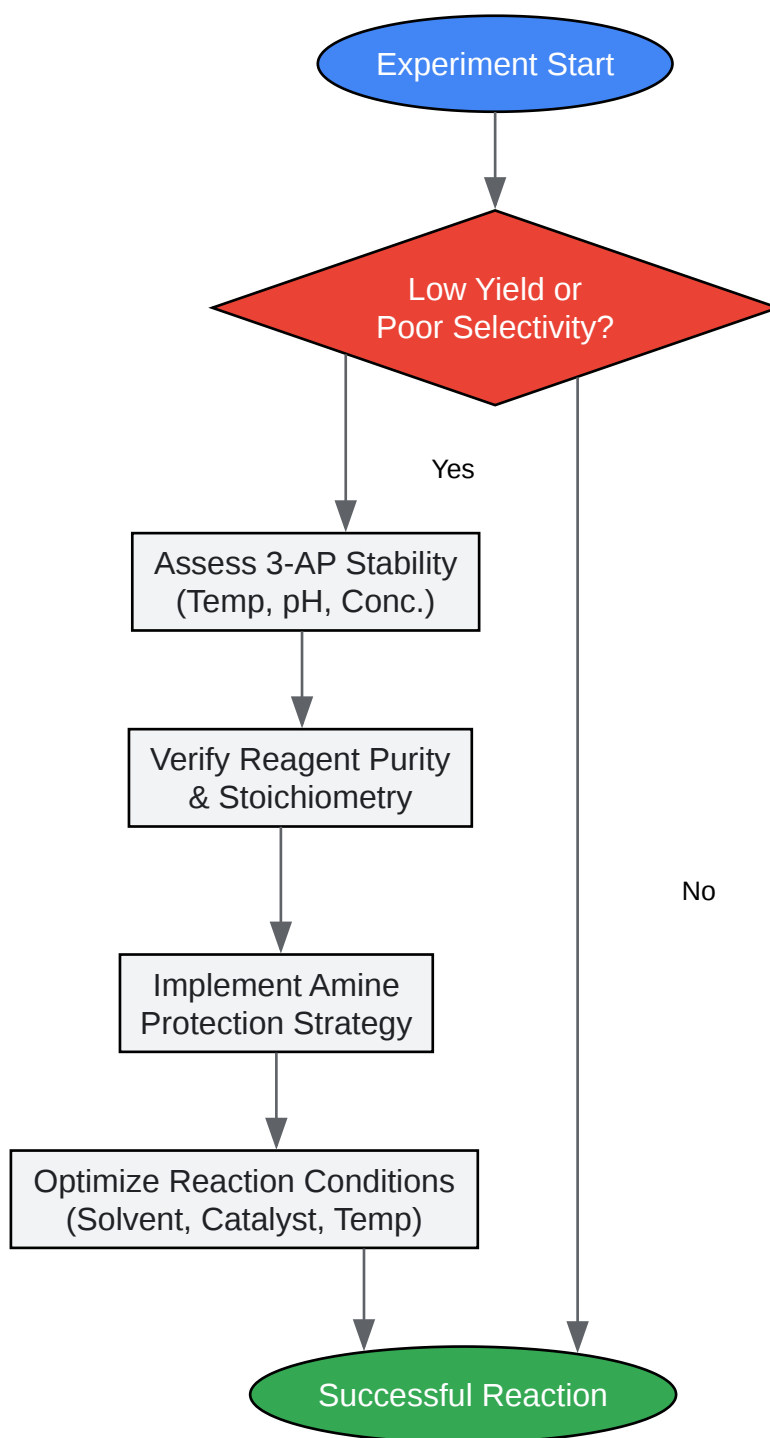 Experiment Start
Low Yield or
Poor Selectivity?
Yes
Assess 3-AP Stability
(Temp, pH, Conc.)
Verify Reagent Purity
& Stoichiometry
No
Implement Amine
Protection Strategy
Optimize Reaction Conditions
(Solvent, Catalyst, Temp)
Successful Reaction